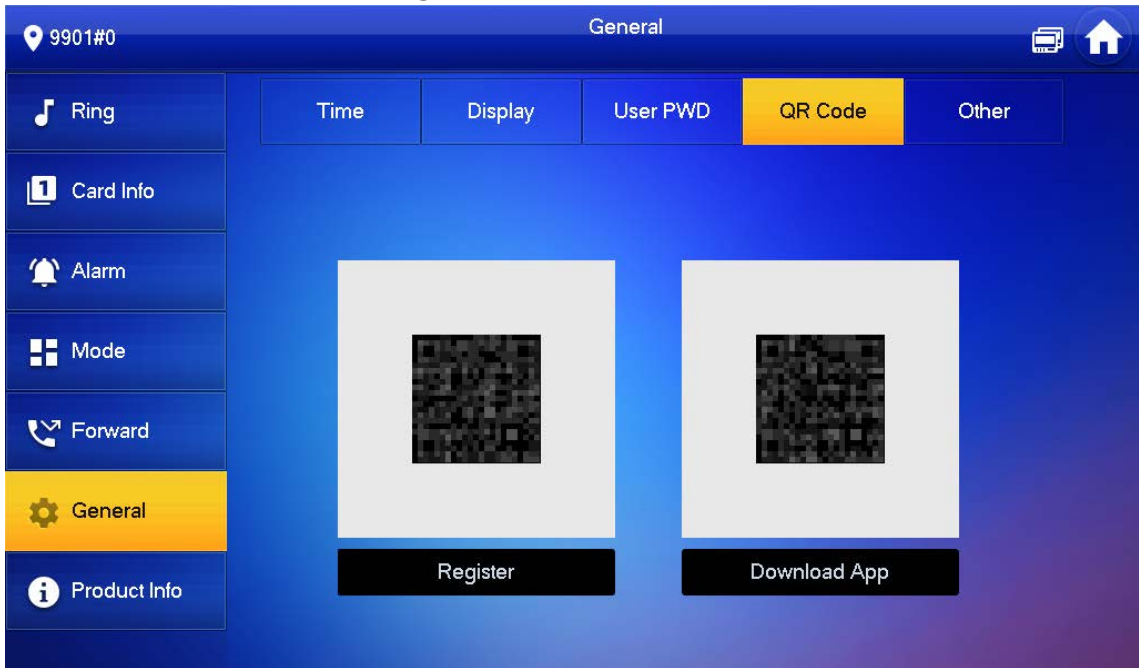 9901#0
General
Ring
Time
Display
User PWD
QR Code
Other
1
Card Info
Alarm
Mode
Forward
General
i
Product Info
Register
Download App